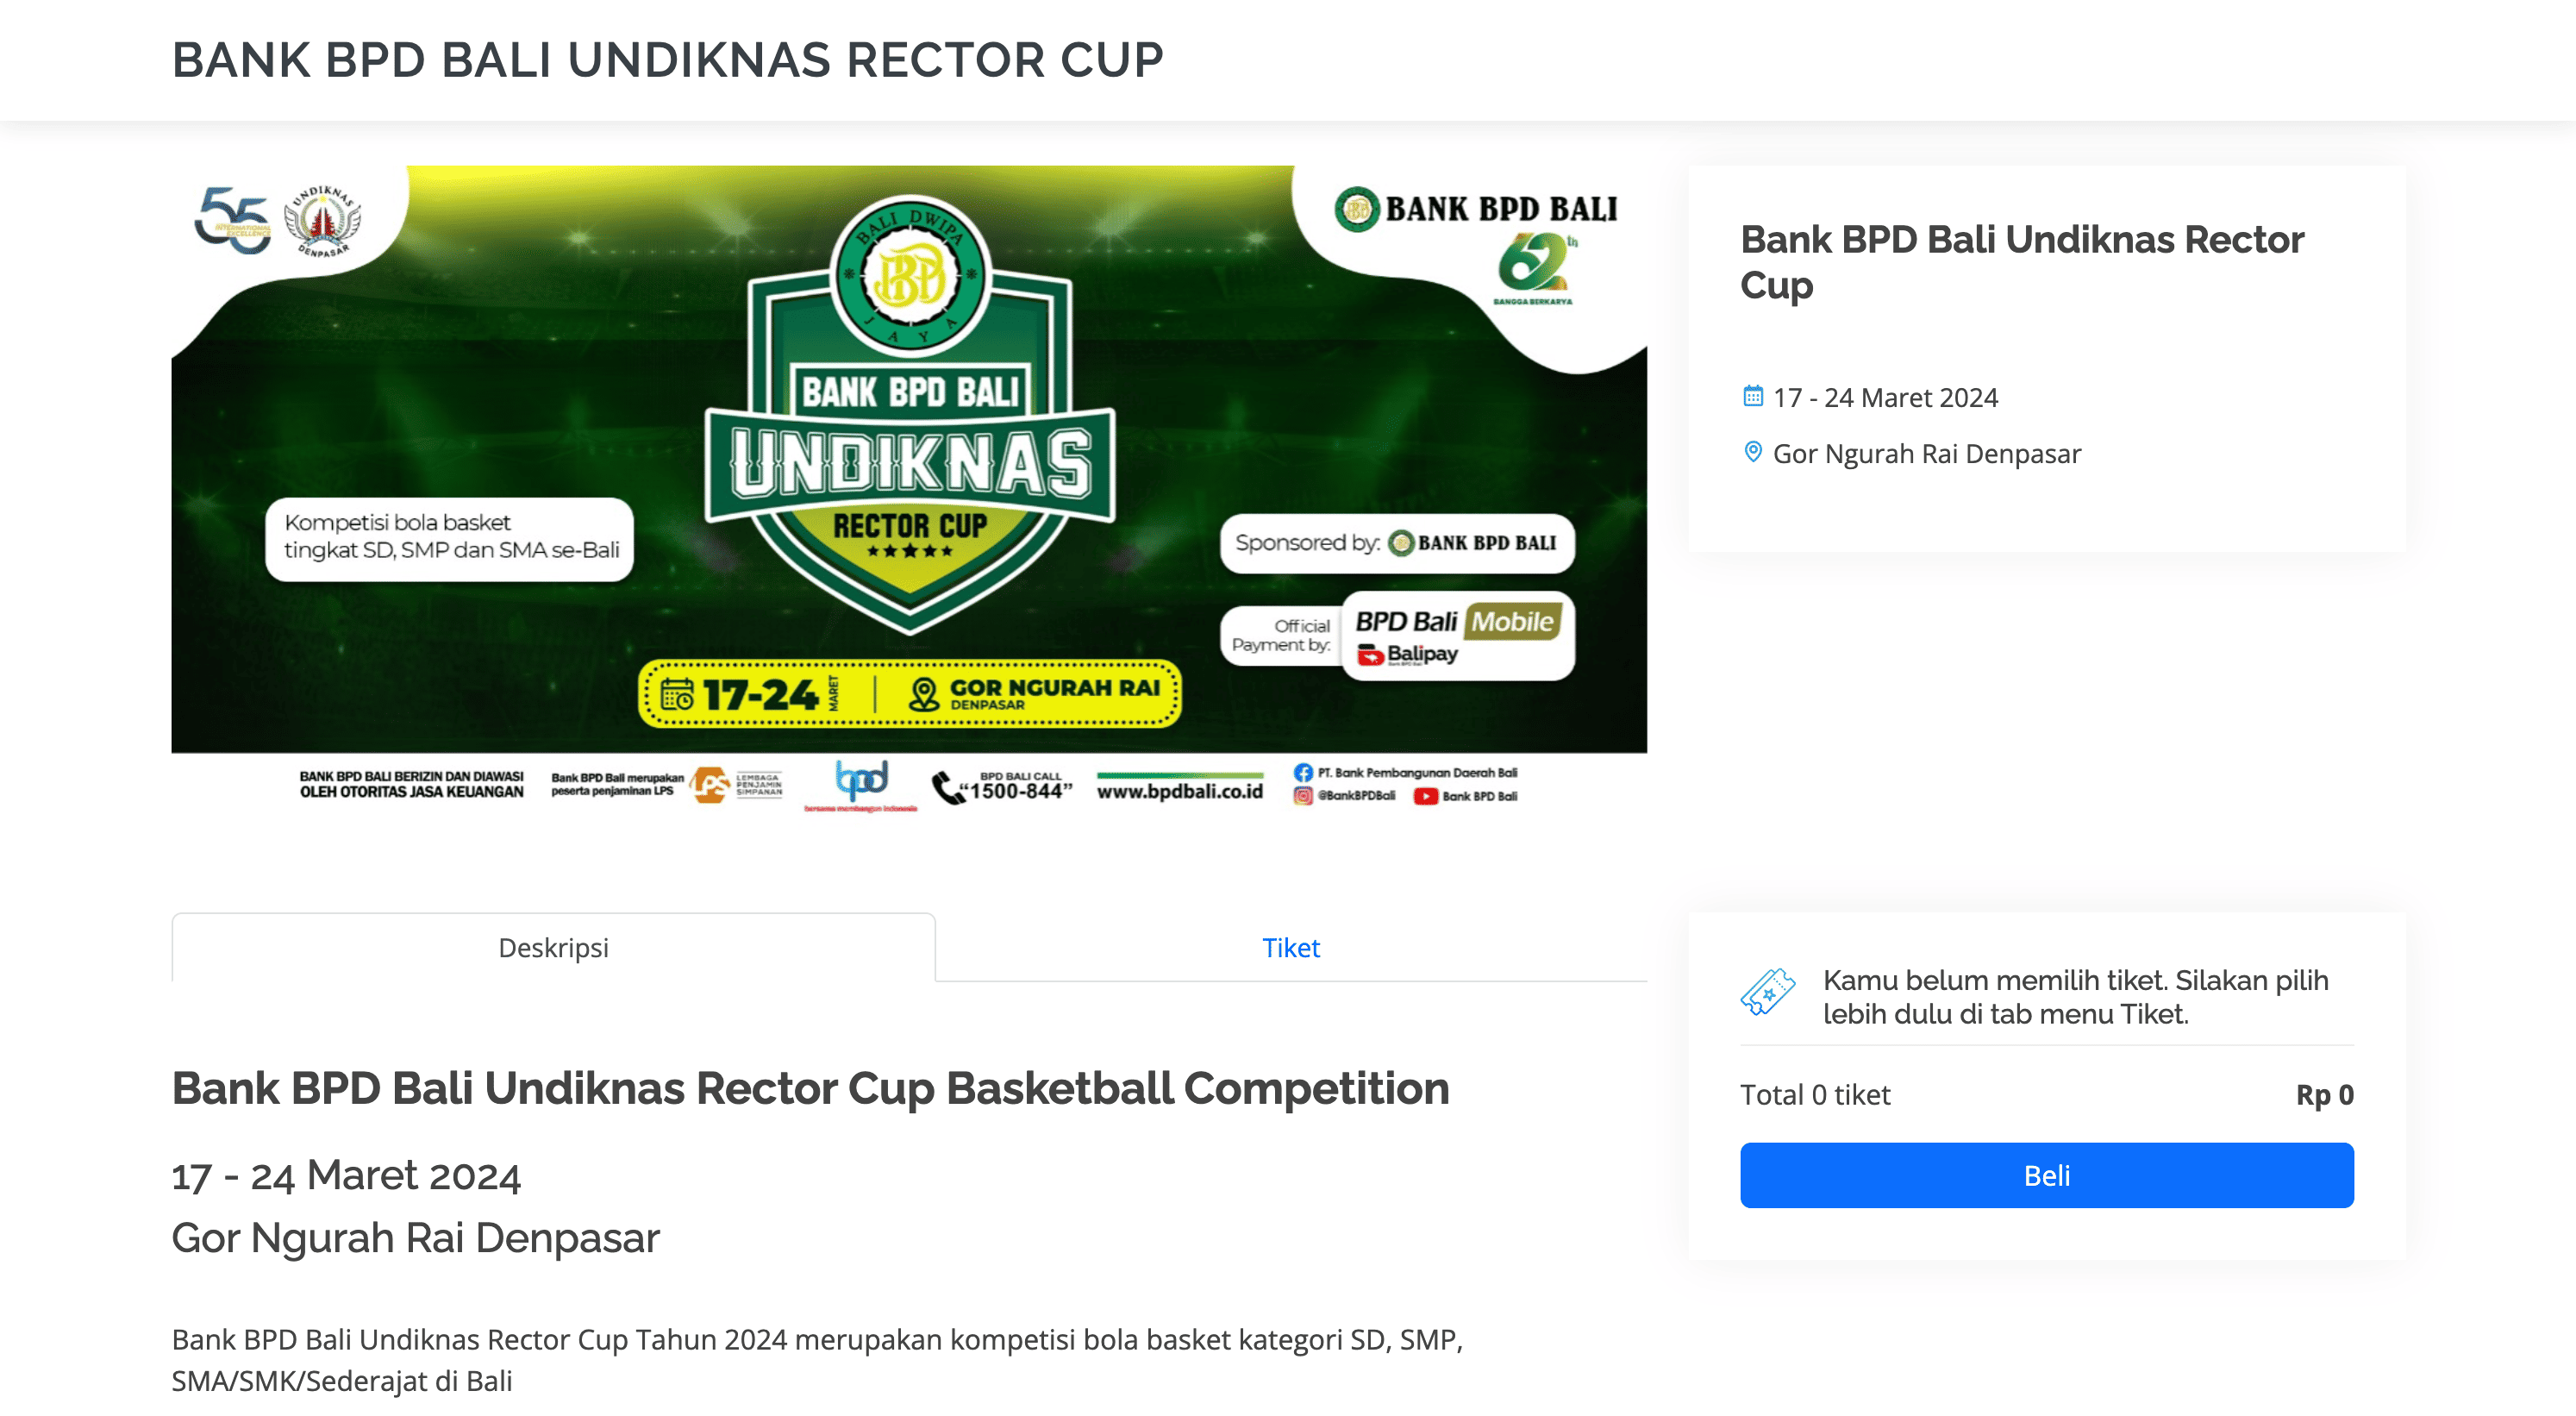 BANK BPD BALI UNDIKNAS RECTOR CUP
55
INTERNATIONAL
EXCELLENCE
UNDIKNAS
DENPASAR
BANK BPD BALI
62th
BANGGA BERKARYA
BALI DWIPA
BPD
JAYA
BANK BPD BALI
UNDIKNAS
RECTOR CUP
Kompetisi bola basket
tingkat SD, SMP dan SMA se-Bali
Sponsored by: BANK BPD BALI
Official
Payment by:
BPD Bali Mobile
Balipay
17-24 MARET
GOR NGURAH RAI
DENPASAR
BANK BPD BALI BERIZIN DAN DIAWASI
OLEH OTORITAS JASA KEUANGAN
Bank BPD Bali merupakan
peserta penjaminan LPS
LPS
LEMBAGA
PENJAMIN
SIMPANAN
bpd
bersama membangun indonesia
BPD BALI CALL
“1500-844”
www.bpdbali.co.id
PT. Bank Pembangunan Daerah Bali
@BankBPDBali
Bank BPD Bali
Bank BPD Bali Undiknas Rector
Cup
17 - 24 Maret 2024
Gor Ngurah Rai Denpasar
Deskripsi
Tiket
Bank BPD Bali Undiknas Rector Cup Basketball Competition
17 - 24 Maret 2024
Gor Ngurah Rai Denpasar
Bank BPD Bali Undiknas Rector Cup Tahun 2024 merupakan kompetisi bola basket kategori SD, SMP,
SMA/SMK/Sederajat di Bali
Kamu belum memilih tiket. Silakan pilih
lebih dulu di tab menu Tiket.
Total 0 tiket Rp 0
Beli